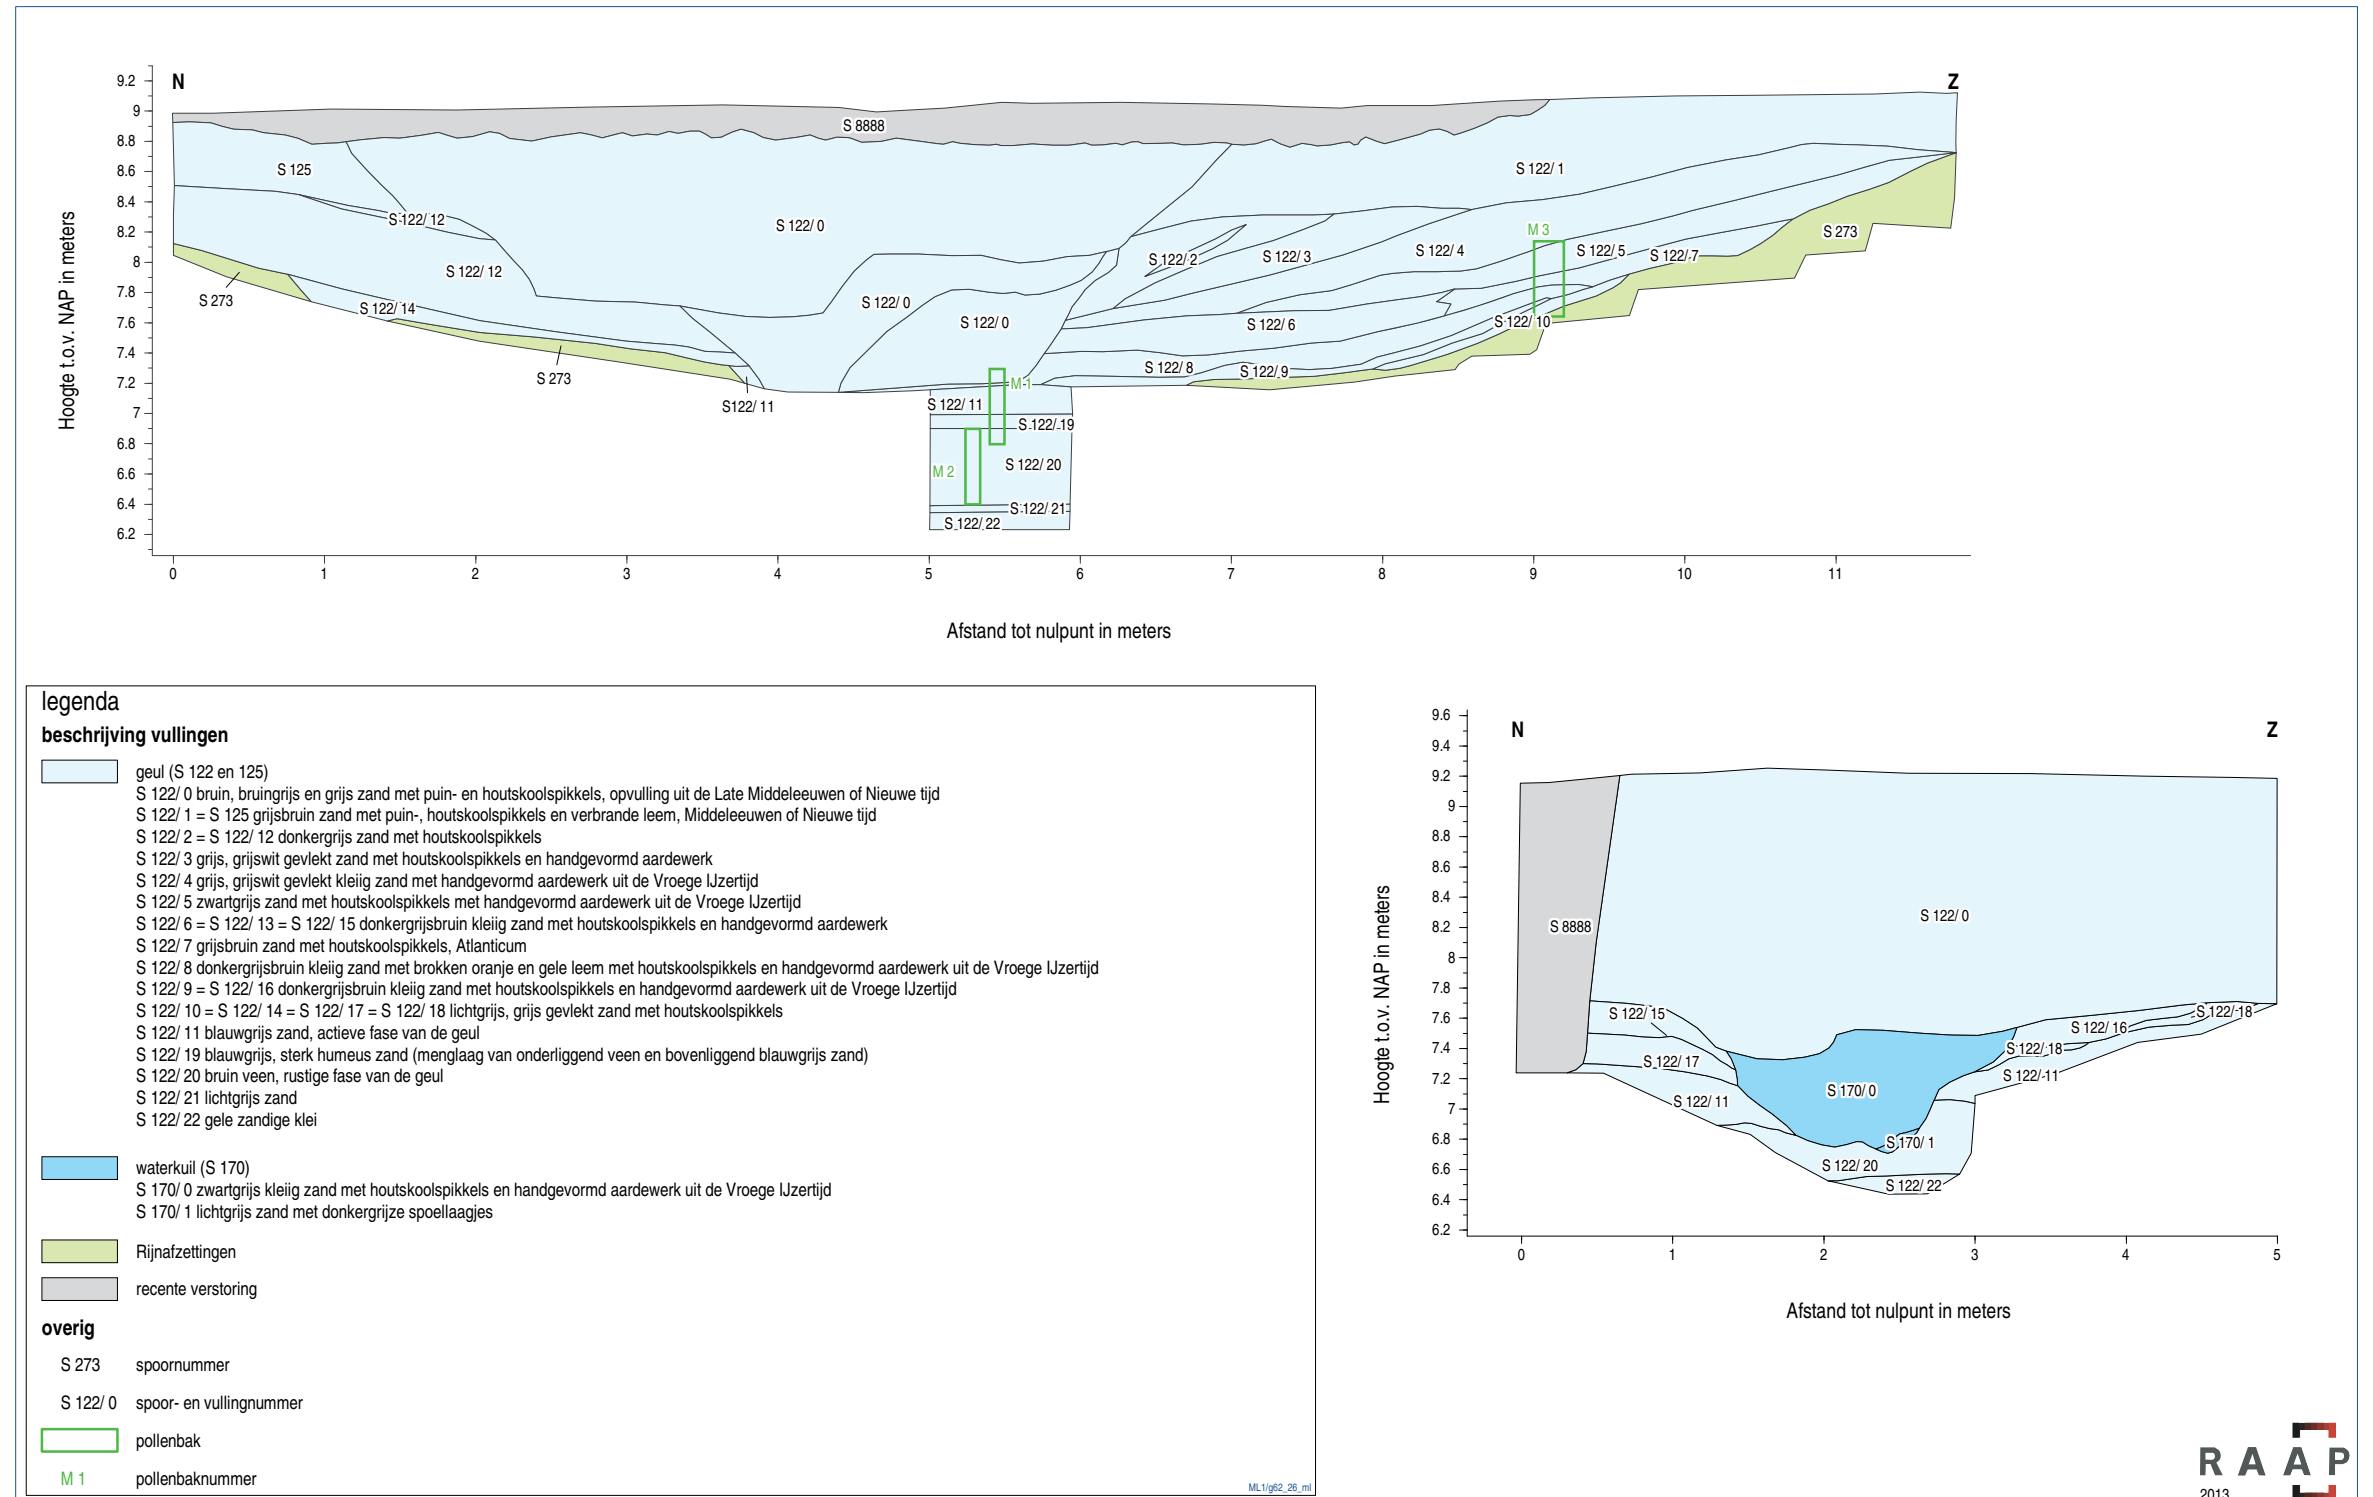 N
Z
9.2
9
8.8
8.6
8.4
8.2
8
7.8
7.6
7.4
7.2
7
6.8
6.6
6.4
6.2
Hoogte t.o.v. NAP in meters
S 8888
S 125
S 122/ 1
S 122/ 12
S 122/ 0
S 273
M 3
S 122/ 2
S 122/ 3
S 122/ 4
S 122/ 5
S 122/ 7
S 122/ 12
S 273
S 122/ 14
S 122/ 0
S 122/ 0
S 122/ 6
S 122/ 10
S 273
S 122/ 8
S 122/ 9
M 1
S122/ 11
S 122/ 11
S 122/ 19
M 2
S 122/ 20
S 122/ 21
S 122/ 22
0 1 2 3 4 5 6 7 8 9 10 11
Afstand tot nulpunt in meters
legenda
beschrijving vullingen
geul (S 122 en 125)
S 122/ 0 bruin, bruingrijs en grijs zand met puin- en houtskoolspikkels, opvulling uit de Late Middeleeuwen of Nieuwe tijd
S 122/ 1 = S 125 grijsbruin zand met puin-, houtskoolspikkels en verbrande leem, Middeleeuwen of Nieuwe tijd
S 122/ 2 = S 122/ 12 donkergrijs zand met houtskoolspikkels
S 122/ 3 grijs, grijswit gevlekt zand met houtskoolspikkels en handgevormd aardewerk
S 122/ 4 grijs, grijswit gevlekt kleiig zand met handgevormd aardewerk uit de Vroege IJzertijd
S 122/ 5 zwartgrijs zand met houtskoolspikkels met handgevormd aardewerk uit de Vroege IJzertijd
S 122/ 6 = S 122/ 13 = S 122/ 15 donkergrijsbruin kleiig zand met houtskoolspikkels en handgevormd aardewerk
S 122/ 7 grijsbruin zand met houtskoolspikkels, Atlanticum
S 122/ 8 donkergrijsbruin kleiig zand met brokken oranje en gele leem met houtskoolspikkels en handgevormd aardewerk uit de Vroege IJzertijd
S 122/ 9 = S 122/ 16 donkergrijsbruin kleiig zand met houtskoolspikkels en handgevormd aardewerk uit de Vroege IJzertijd
S 122/ 10 = S 122/ 14 = S 122/ 17 = S 122/ 18 lichtgrijs, grijs gevlekt zand met houtskoolspikkels
S 122/ 11 blauwgrijs zand, actieve fase van de geul
S 122/ 19 blauwgrijs, sterk humeus zand (menglaag van onderliggend veen en bovenliggend blauwgrijs zand)
S 122/ 20 bruin veen, rustige fase van de geul
S 122/ 21 lichtgrijs zand
S 122/ 22 gele zandige klei
waterkuil (S 170)
S 170/ 0 zwartgrijs kleiig zand met houtskoolspikkels en handgevormd aardewerk uit de Vroege IJzertijd
S 170/ 1 lichtgrijs zand met donkergrijze spoellaagjes
Rijnafzettingen
recente verstoring
overig
S 273 spoornummer
S 122/ 0 spoor- en vullingnummer
pollenbak
M 1 pollenbaknummer
ML1/g62_26_ml
N
Z
9.6
9.4
9.2
9
8.8
8.6
8.4
8.2
8
7.8
7.6
7.4
7.2
7
6.8
6.6
6.4
6.2
Hoogte t.o.v. NAP in meters
S 122/ 0
S 8888
S 122/ 15
S 122/ 18
S 122/ 16
S 122/ 18
S 122/ 17
S 122/ 11
S 170/ 0
S 122/ 11
S 170/ 1
S 122/ 20
S 122/ 22
0 1 2 3 4 5
Afstand tot nulpunt in meters
RAAP
2013